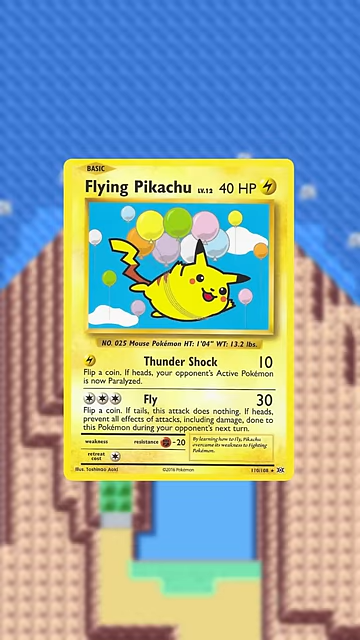 BASIC
Flying Pikachu LV.12 40 HP
NO. 025 Mouse Pokémon HT: 1'04" WT: 13.2 lbs.
Thunder Shock 10
Flip a coin. If heads, your opponent's Active Pokémon
is now Paralyzed.
Fly 30
Flip a coin. If tails, this attack does nothing. If heads,
prevent all effects of attacks, including damage, done to
this Pokémon during your opponent's next turn.
weakness resistance -20
retreat
cost
By learning how to fly, Pikachu
overcame its weakness to Fighting
Pokémon.
Illus. Toshinao Aoki ©2016 Pokémon 110/108